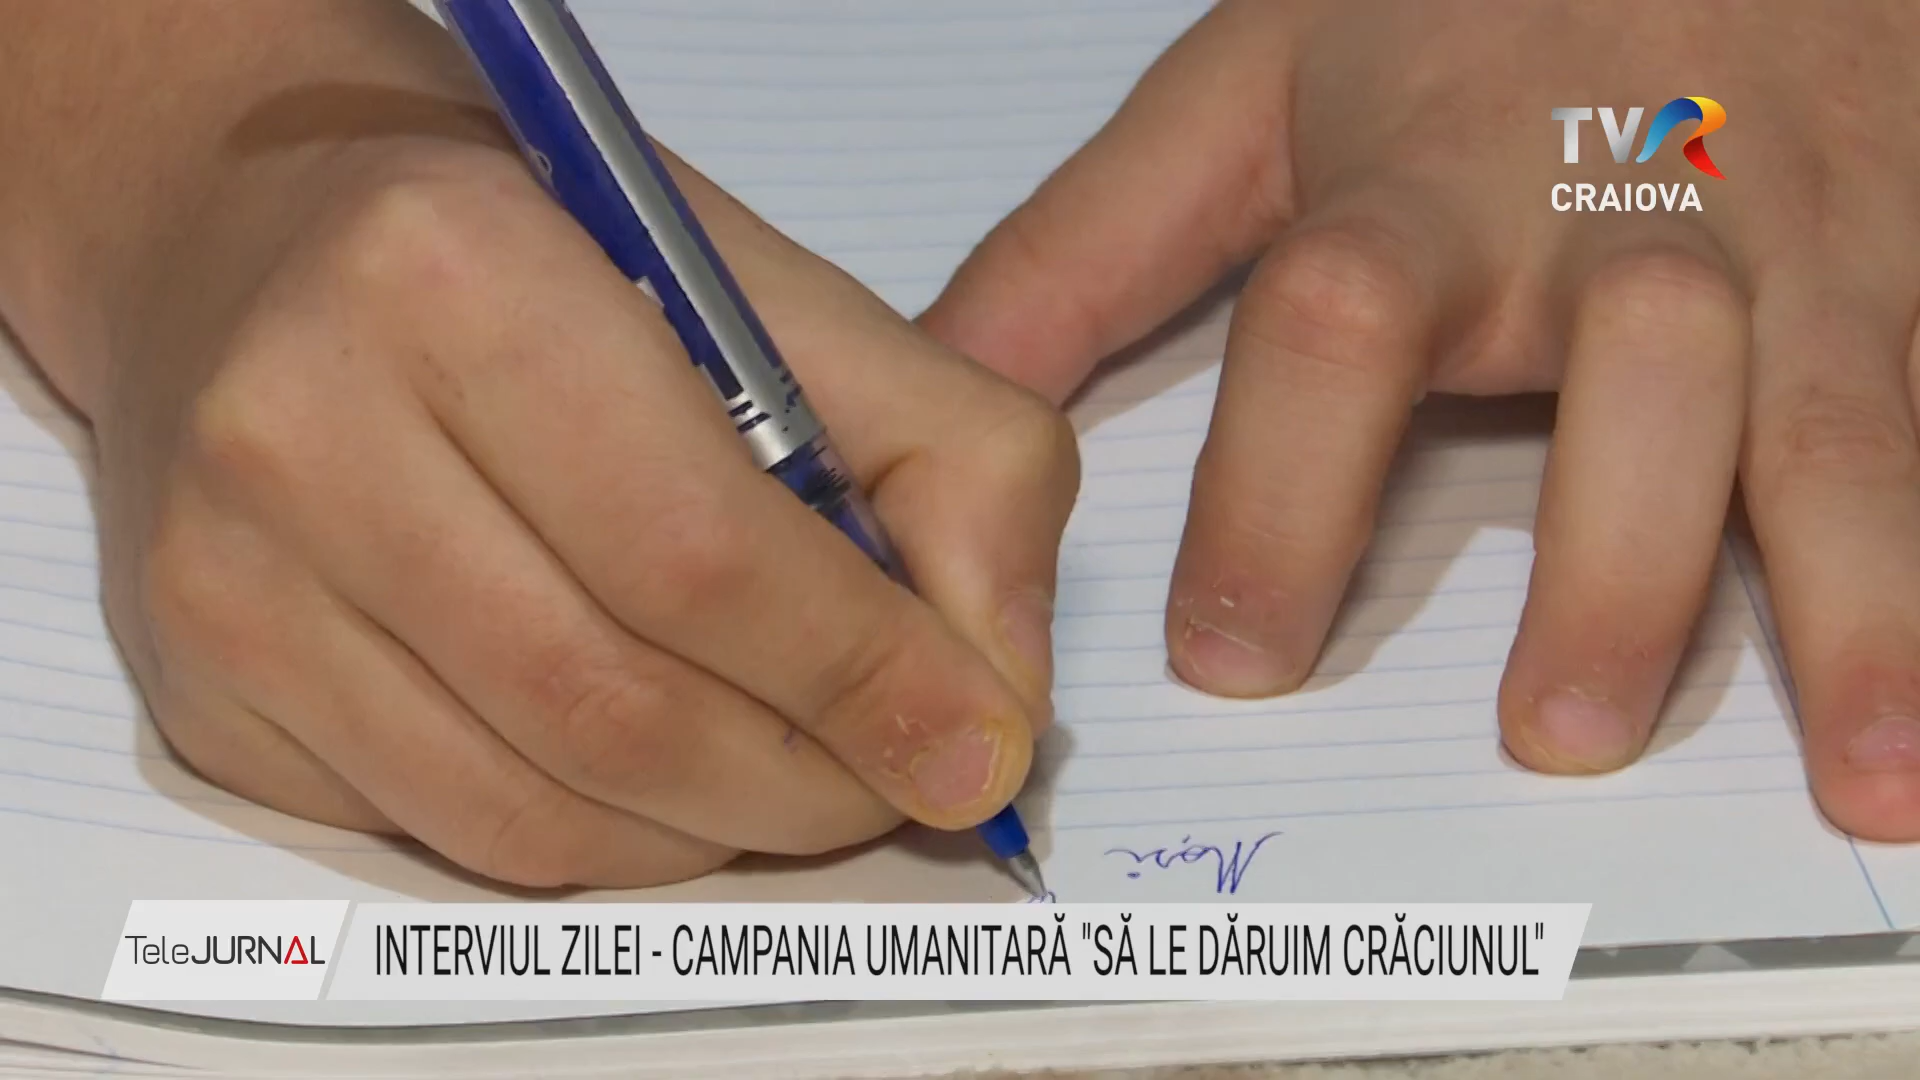 TVR
CRAIOVA
TeleJURNAL
INTERVIUL ZILEI - CAMPANIA UMANITARĂ "SĂ LE DĂRUIM CRĂCIUNUL"